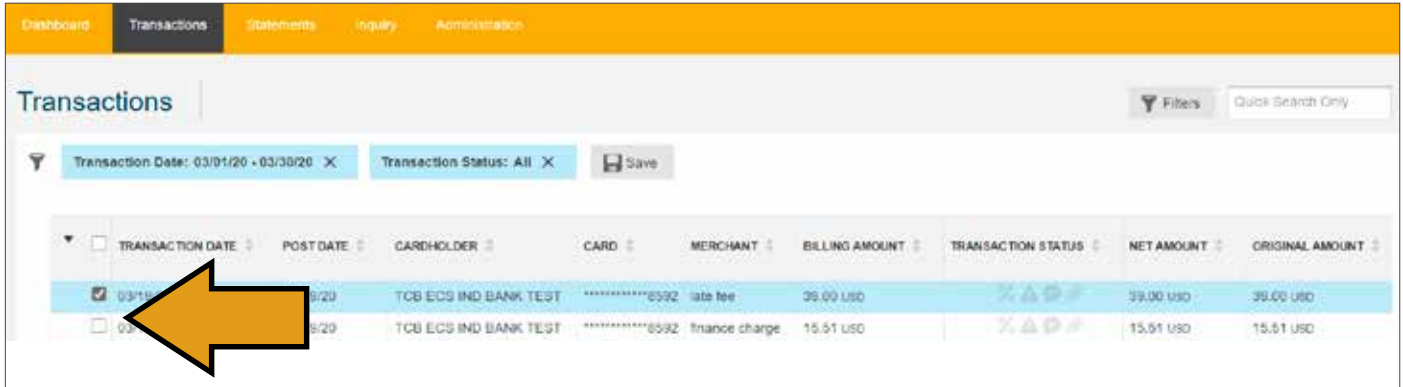 Dashboard Transactions Statements Inquiry Administration
Transactions
Filters Quick Search Only
Transaction Date: 03/01/20 - 03/30/20 X Transaction Status: All X Save
TRANSACTION DATE POST DATE CARDHOLDER CARD MERCHANT BILLING AMOUNT TRANSACTION STATUS NET AMOUNT ORIGINAL AMOUNT
TCB ECS IND BANK TEST ************8592 late fee 39.00 USD 39.00 USD 39.00 USD
TCB ECS IND BANK TEST ************8592 finance charge 15.51 USD 15.51 USD 15.51 USD